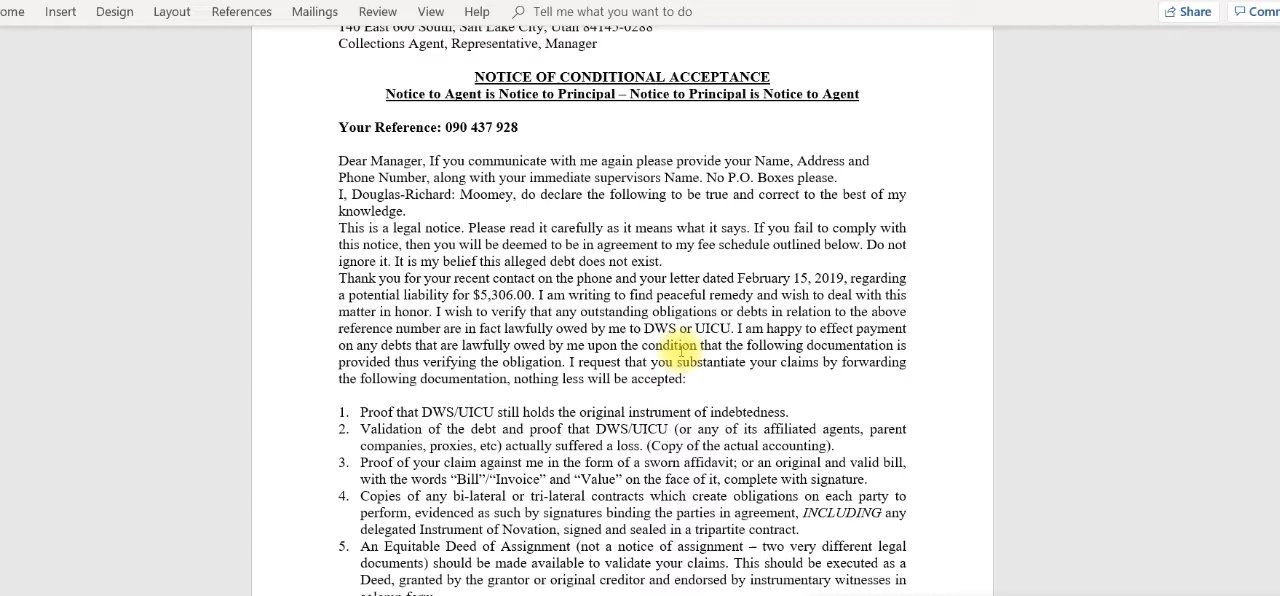 ome Insert Design Layout References Mailings Review View Help Tell me what you want to do Share Comm
140 East 600 South, Salt Lake City, Utah 84145-0288
Collections Agent, Representative, Manager
NOTICE OF CONDITIONAL ACCEPTANCE
Notice to Agent is Notice to Principal – Notice to Principal is Notice to Agent
Your Reference: 090 437 928
Dear Manager, If you communicate with me again please provide your Name, Address and
Phone Number, along with your immediate supervisors Name. No P.O. Boxes please.
I, Douglas-Richard: Moomey, do declare the following to be true and correct to the best of my
knowledge.
This is a legal notice. Please read it carefully as it means what it says. If you fail to comply with
this notice, then you will be deemed to be in agreement to my fee schedule outlined below. Do not
ignore it. It is my belief this alleged debt does not exist.
Thank you for your recent contact on the phone and your letter dated February 15, 2019, regarding
a potential liability for $5,306.00. I am writing to find peaceful remedy and wish to deal with this
matter in honor. I wish to verify that any outstanding obligations or debts in relation to the above
reference number are in fact lawfully owed by me to DWS or UICU. I am happy to effect payment
on any debts that are lawfully owed by me upon the condition that the following documentation is
provided thus verifying the obligation. I request that you substantiate your claims by forwarding
the following documentation, nothing less will be accepted:
1. Proof that DWS/UICU still holds the original instrument of indebtedness.
2. Validation of the debt and proof that DWS/UICU (or any of its affiliated agents, parent
companies, proxies, etc) actually suffered a loss. (Copy of the actual accounting).
3. Proof of your claim against me in the form of a sworn affidavit; or an original and valid bill,
with the words “Bill”/“Invoice” and “Value” on the face of it, complete with signature.
4. Copies of any bi-lateral or tri-lateral contracts which create obligations on each party to
perform, evidenced as such by signatures binding the parties in agreement, INCLUDING any
delegated Instrument of Novation, signed and sealed in a tripartite contract.
5. An Equitable Deed of Assignment (not a notice of assignment – two very different legal
documents) should be made available to validate your claims. This should be executed as a
Deed, granted by the grantor or original creditor and endorsed by instrumentary witnesses in